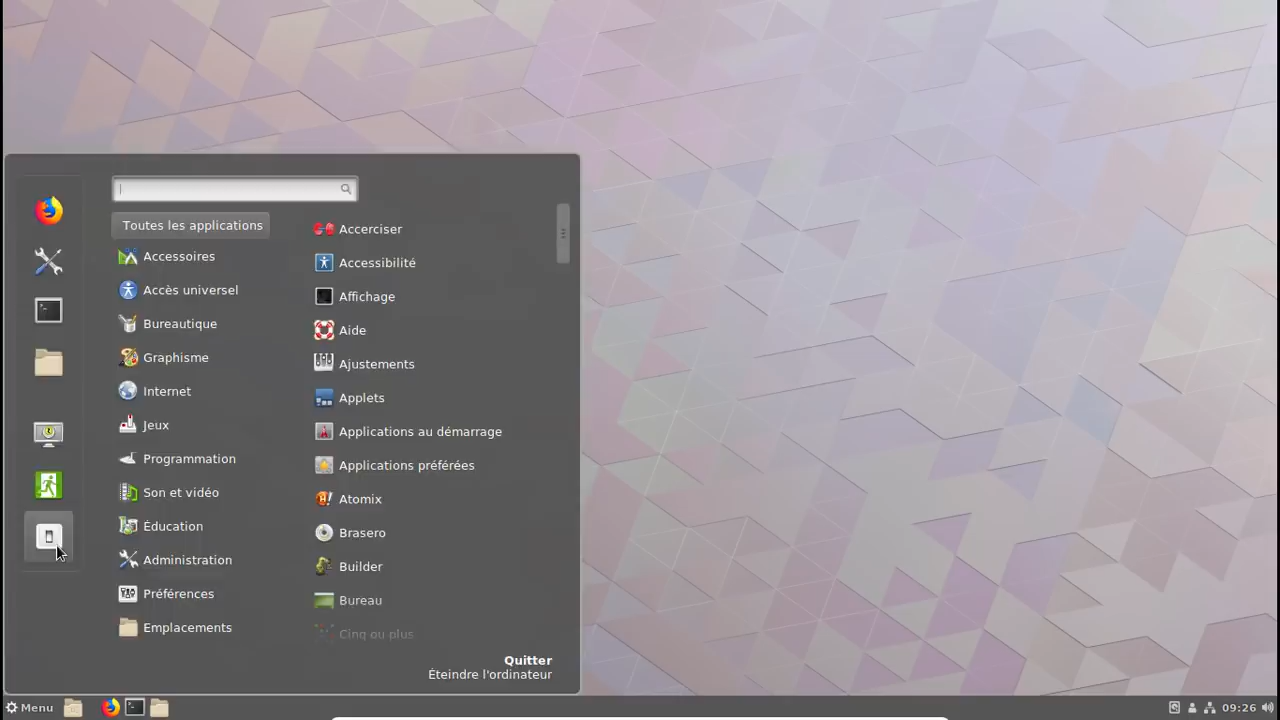 Toutes les applications
Accessoires
Accès universel
Bureautique
Graphisme
Internet
Jeux
Programmation
Son et vidéo
Éducation
Administration
Préférences
Emplacements
Accerciser
Accessibilité
Affichage
Aide
Ajustements
Applets
Applications au démarrage
Applications préférées
Atomix
Brasero
Builder
Bureau
Cinq ou plus
Quitter
Éteindre l'ordinateur
Menu
09:26